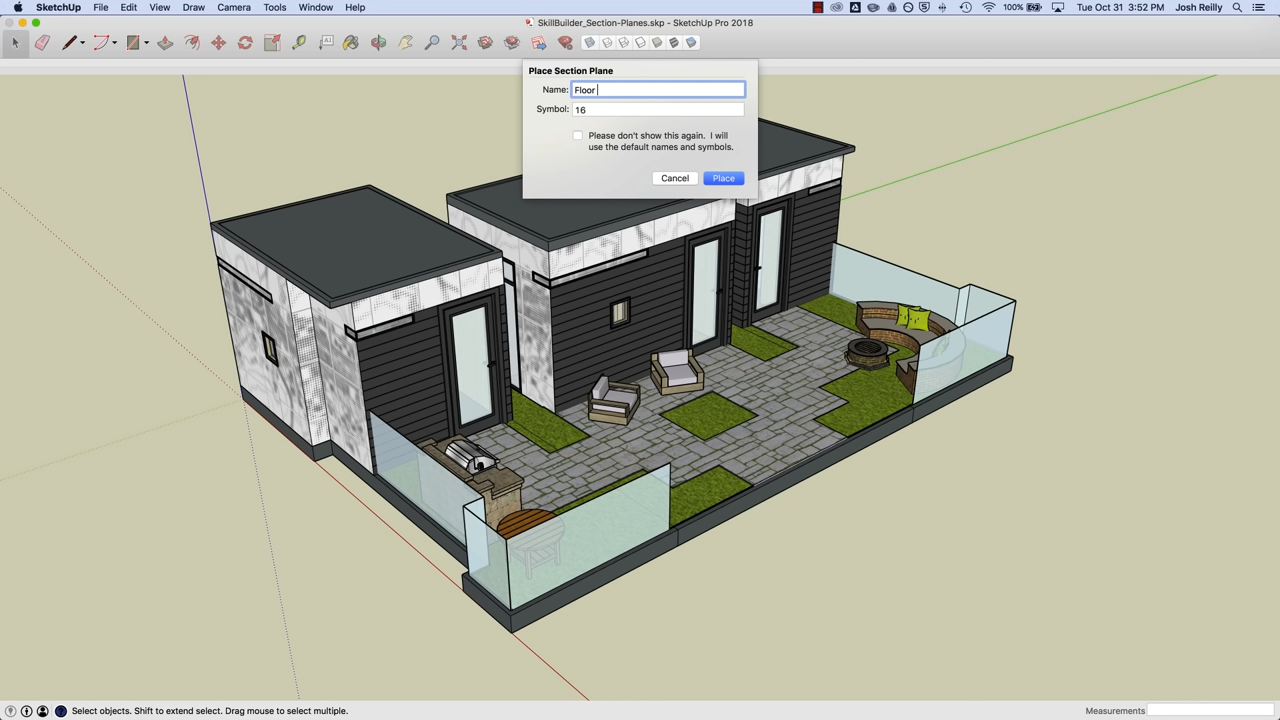 SketchUp File Edit View Draw Camera Tools Window Help
100% Tue Oct 31 3:52 PM Josh Reilly
SkillBuilder_Section-Planes.skp - SketchUp Pro 2018
A1
Place Section Plane
Name: Floor
Symbol: 16
Please don't show this again. I will
use the default names and symbols.
Cancel Place
Select objects. Shift to extend select. Drag mouse to select multiple.
Measurements